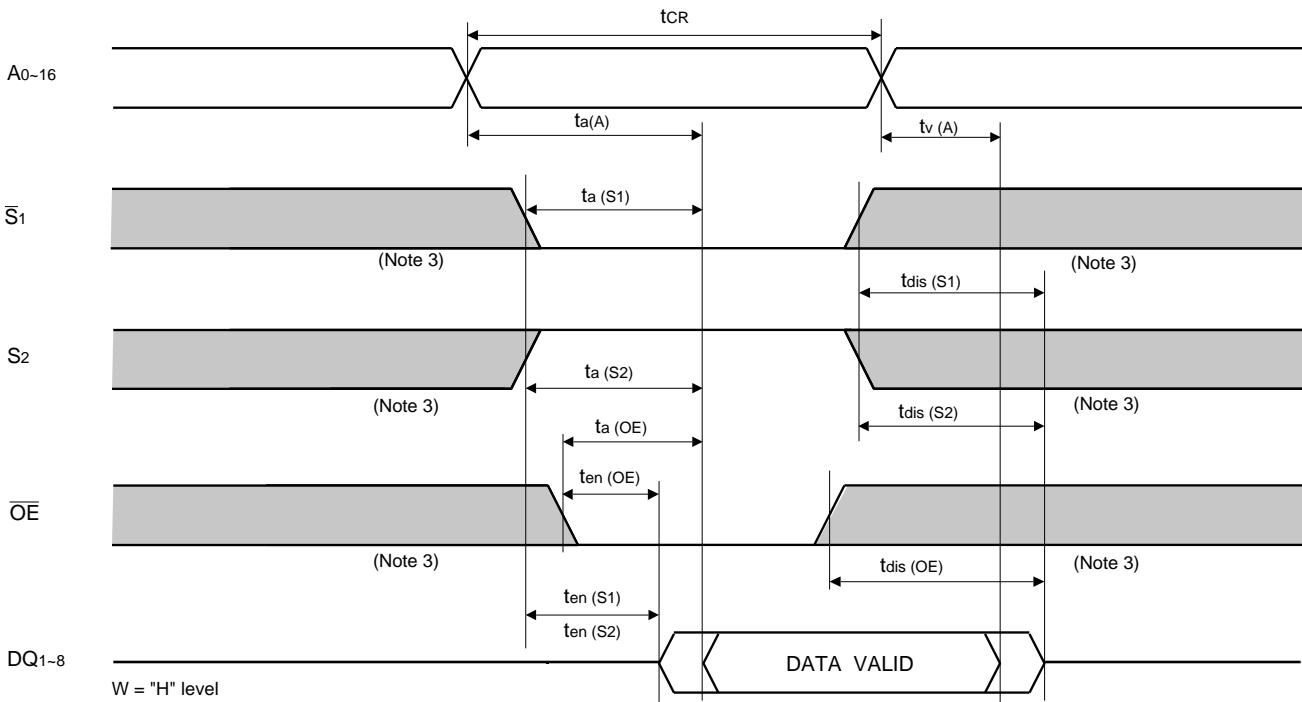 tCR
A0~16
ta(A)
tv (A)
S̅1
ta (S1)
(Note 3)
(Note 3)
tdis (S1)
S2
ta (S2)
(Note 3)
(Note 3)
tdis (S2)
ta (OE)
ten (OE)
O̅E̅
(Note 3)
(Note 3)
tdis (OE)
ten (S1)
ten (S2)
DQ1~8
DATA VALID
W = "H" level